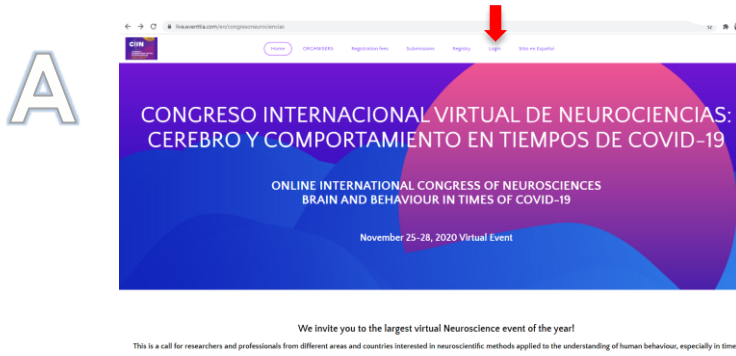 A
live.eventtia.com/en/congresoneurociencias
CIIN
Home ORGANISERS Registration fees Submissions Registry Login Sitio en Español
CONGRESO INTERNACIONAL VIRTUAL DE NEUROCIENCIAS:
CEREBRO Y COMPORTAMIENTO EN TIEMPOS DE COVID-19
ONLINE INTERNATIONAL CONGRESS OF NEUROSCIENCES
BRAIN AND BEHAVIOUR IN TIMES OF COVID-19
November 25-28, 2020 Virtual Event
We invite you to the largest virtual Neuroscience event of the year!
This is a call for researchers and professionals from different areas and countries interested in neuroscientific methods applied to the understanding of human behaviour, especially in time